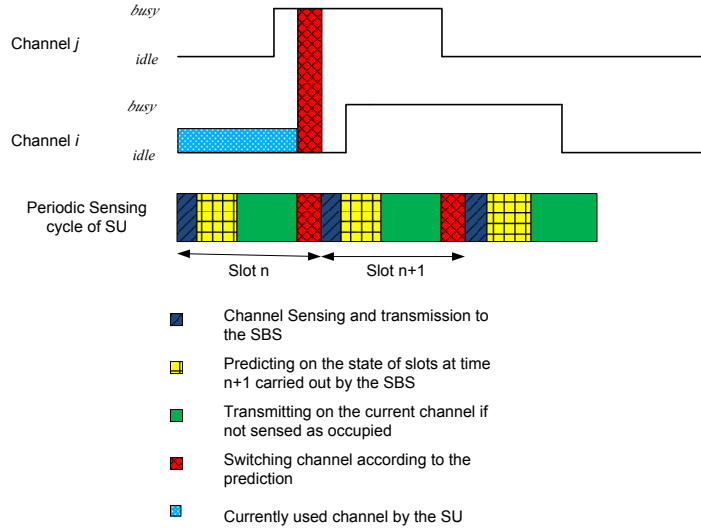 busy
Channel j
idle
busy
Channel i
idle
Periodic Sensing
cycle of SU
Slot n
Slot n+1
Channel Sensing and transmission to
the SBS
Predicting on the state of slots at time
n+1 carried out by the SBS
Transmitting on the current channel if
not sensed as occupied
Switching channel according to the
prediction
Currently used channel by the SU